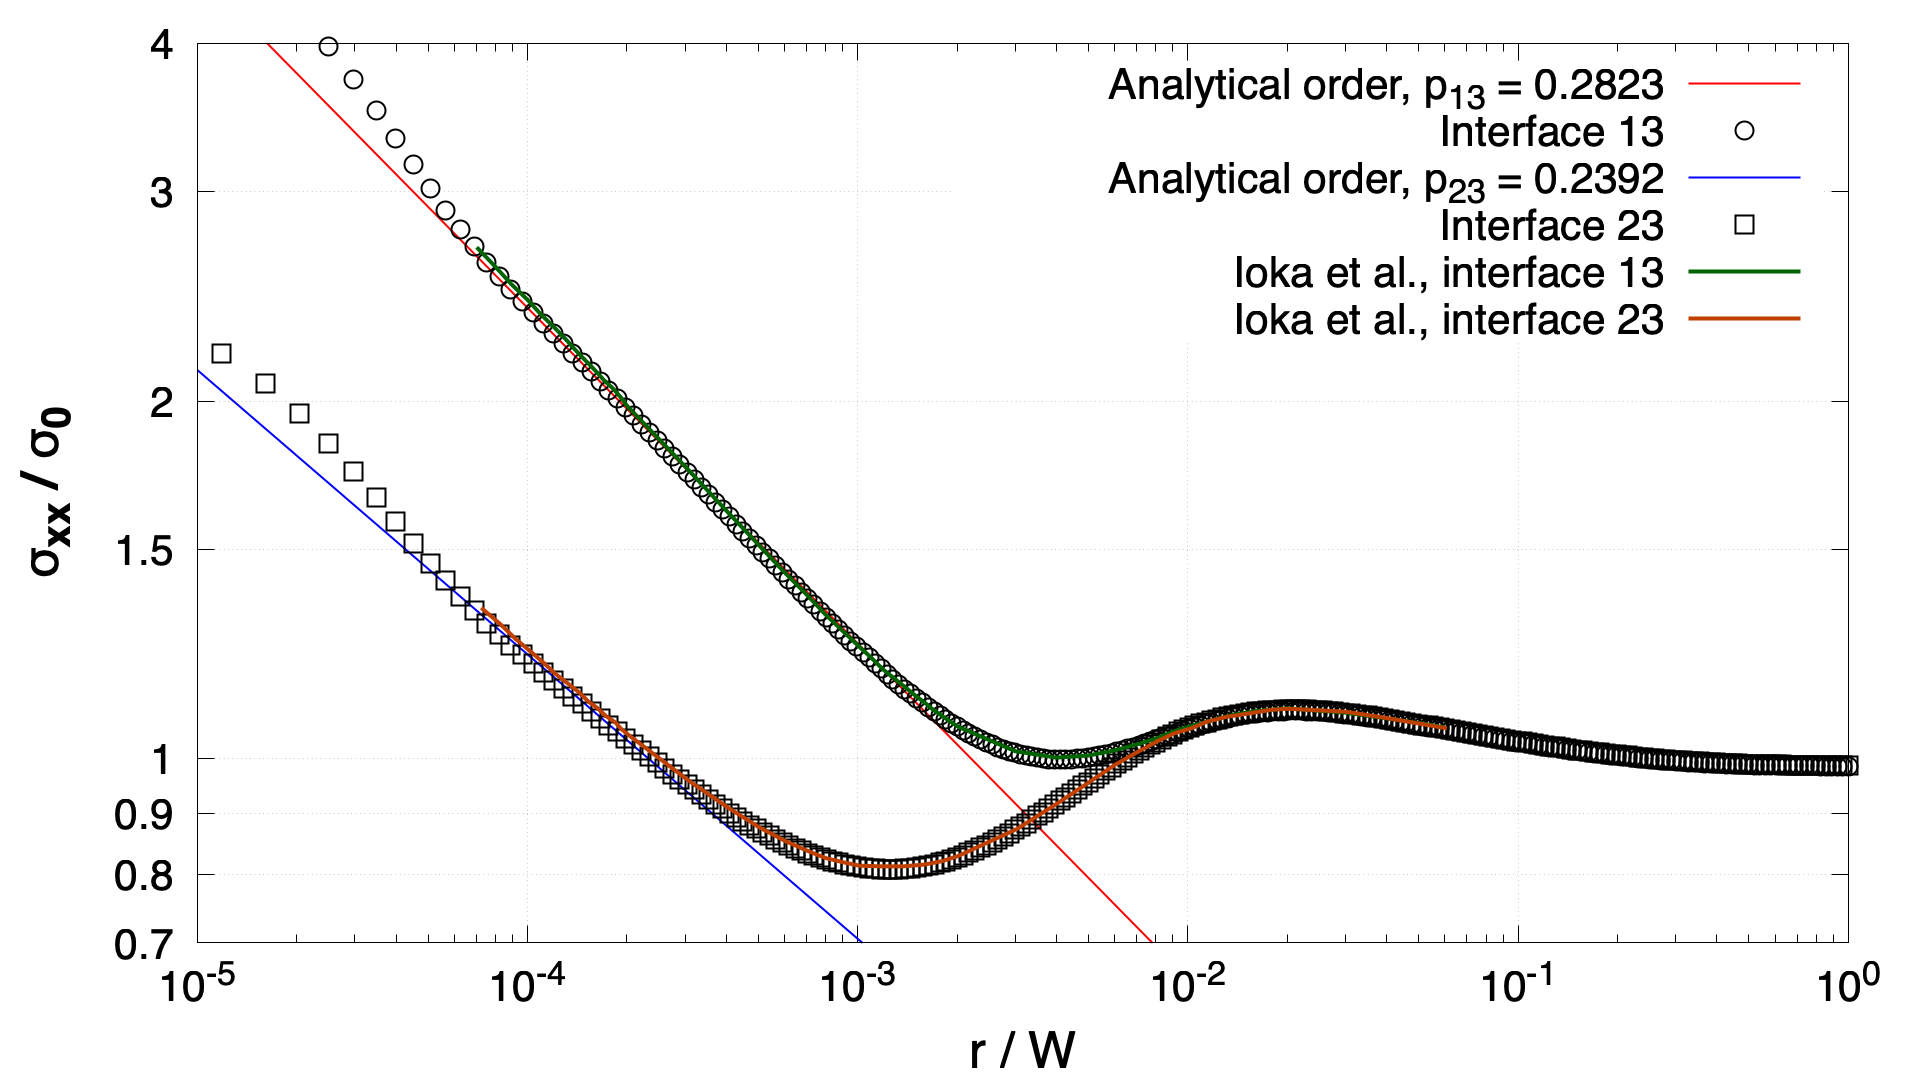 4
3
2
1.5
1
0.9
0.8
0.7
σxx / σ0
Analytical order, p13 = 0.2823
Interface 13
Analytical order, p23 = 0.2392
Interface 23
Ioka et al., interface 13
Ioka et al., interface 23
10-5 10-4 10-3 10-2 10-1 100
r / W